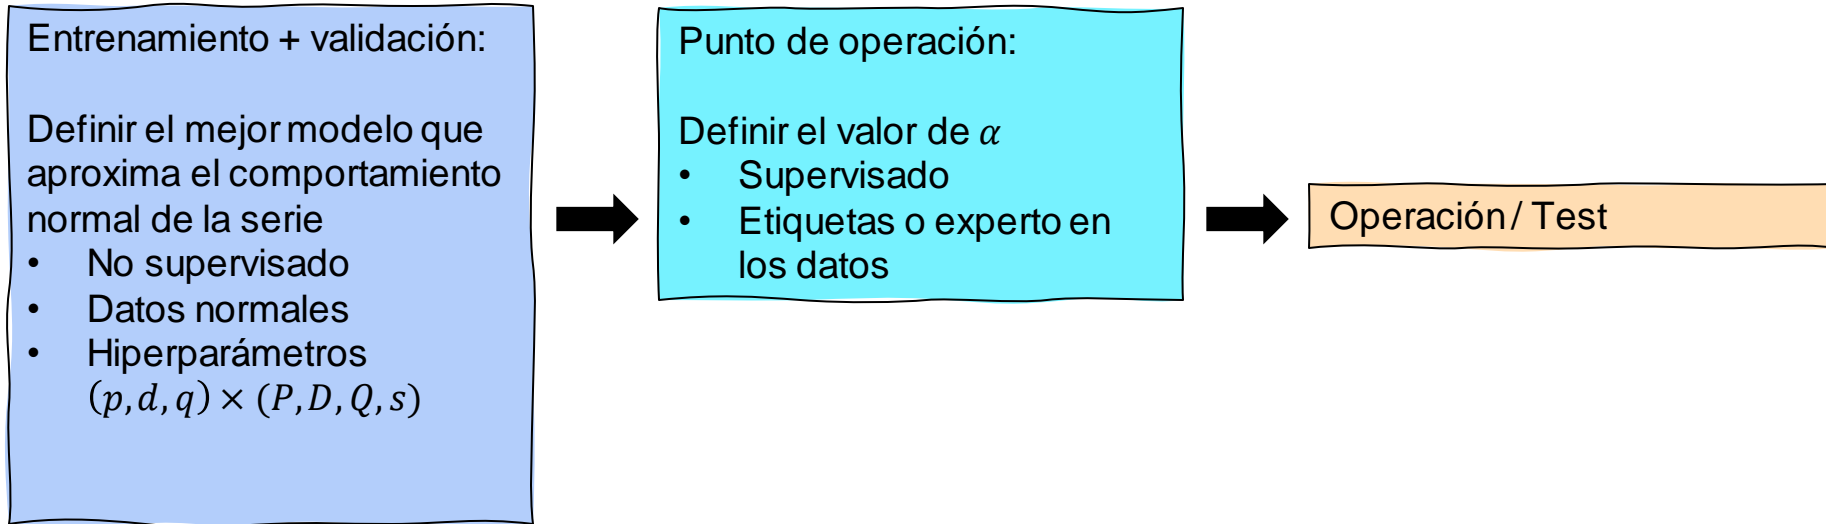 Entrenamiento + validación:
Definir el mejor modelo que
aproxima el comportamiento
normal de la serie
• No supervisado
• Datos normales
• Hiperparámetros
(p, d, q) × (P, D, Q, s)
Punto de operación:
Definir el valor de α
• Supervisado
• Etiquetas o experto en
los datos
Operación / Test